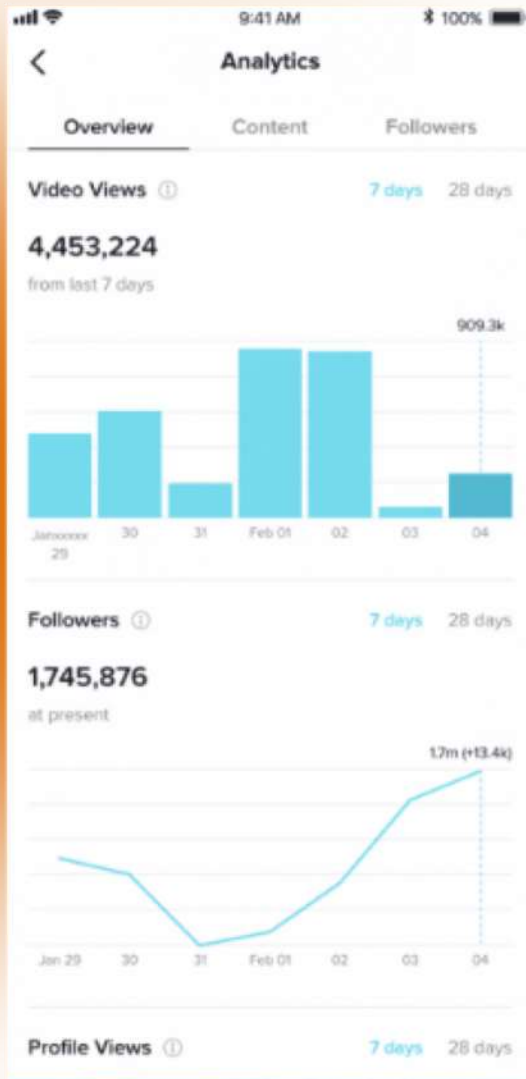 9:41 AM 100%
Analytics
Overview Content Followers
Video Views 7 days 28 days
4,453,224
from last 7 days
909.3k
30 31 Feb 01 02 03 04
29
Followers 7 days 28 days
1,745,876
at present
1.7m (+13.4k)
Jan 29 30 31 Feb 01 02 03 04
Profile Views 7 days 28 days